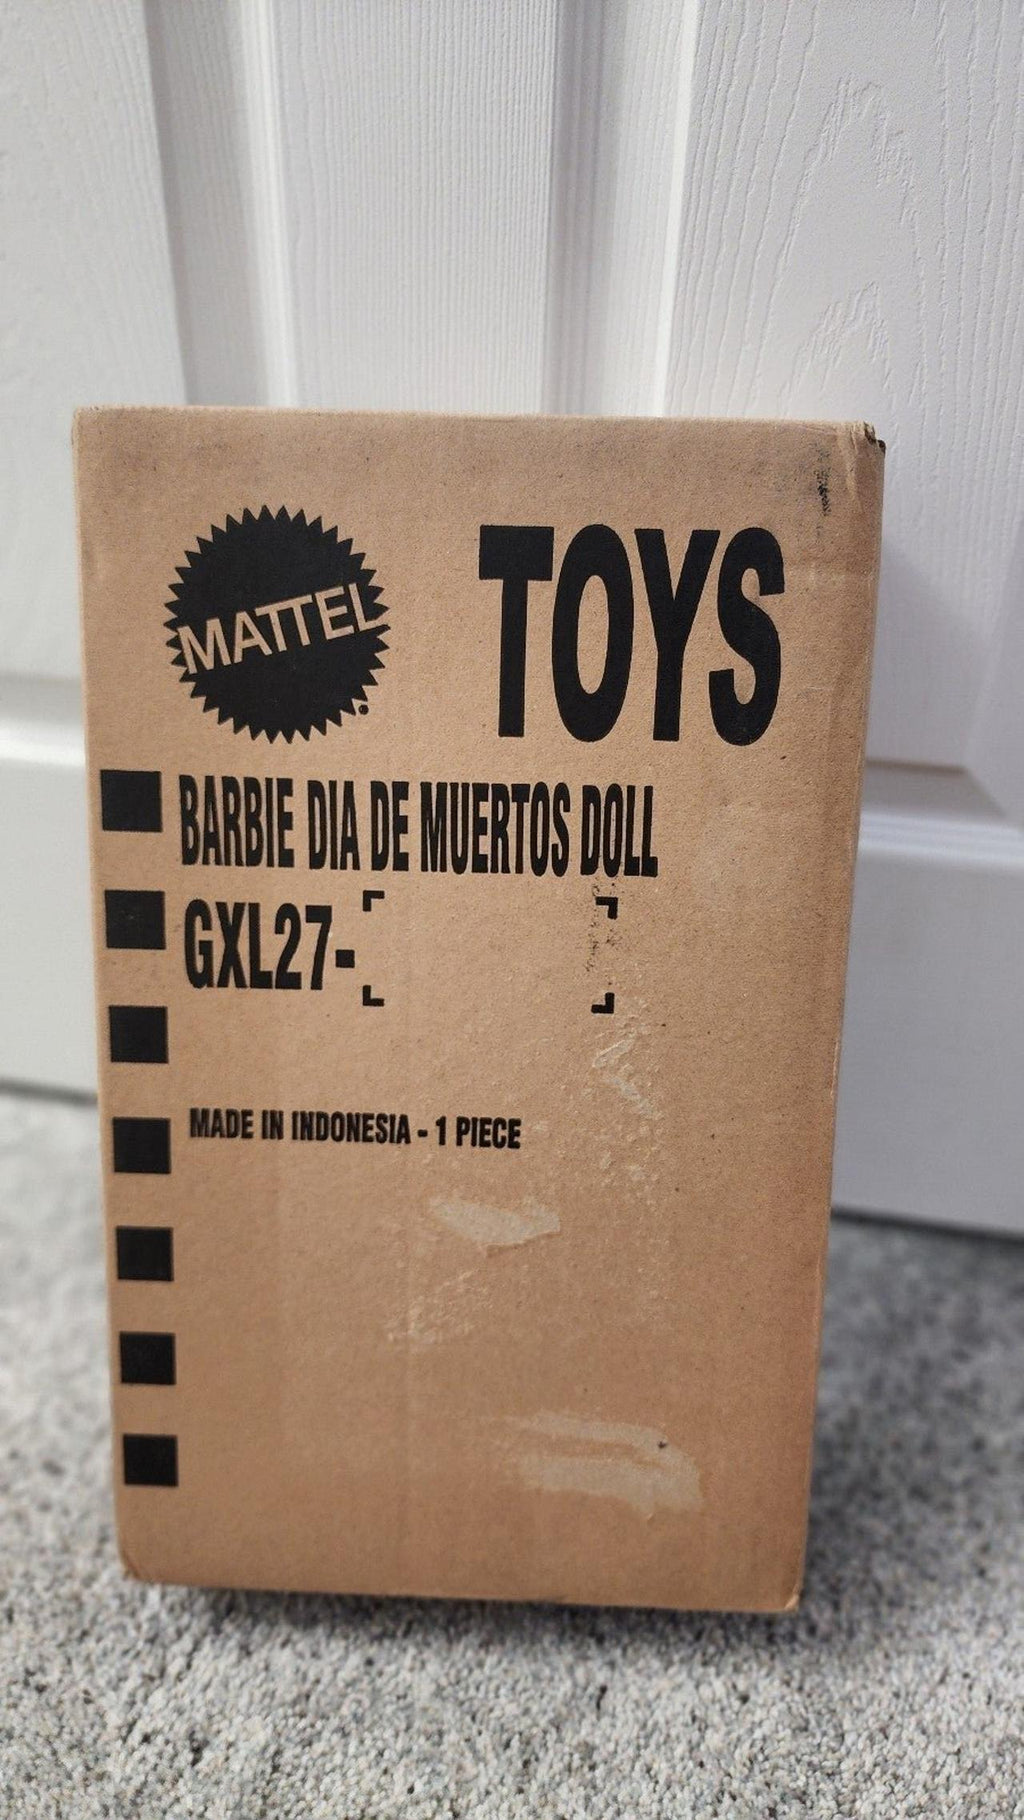 MATTEL
TOYS
BARBIE DIA DE MUERTOS DOLL
GXL27-
MADE IN INDONESIA - 1 PIECE